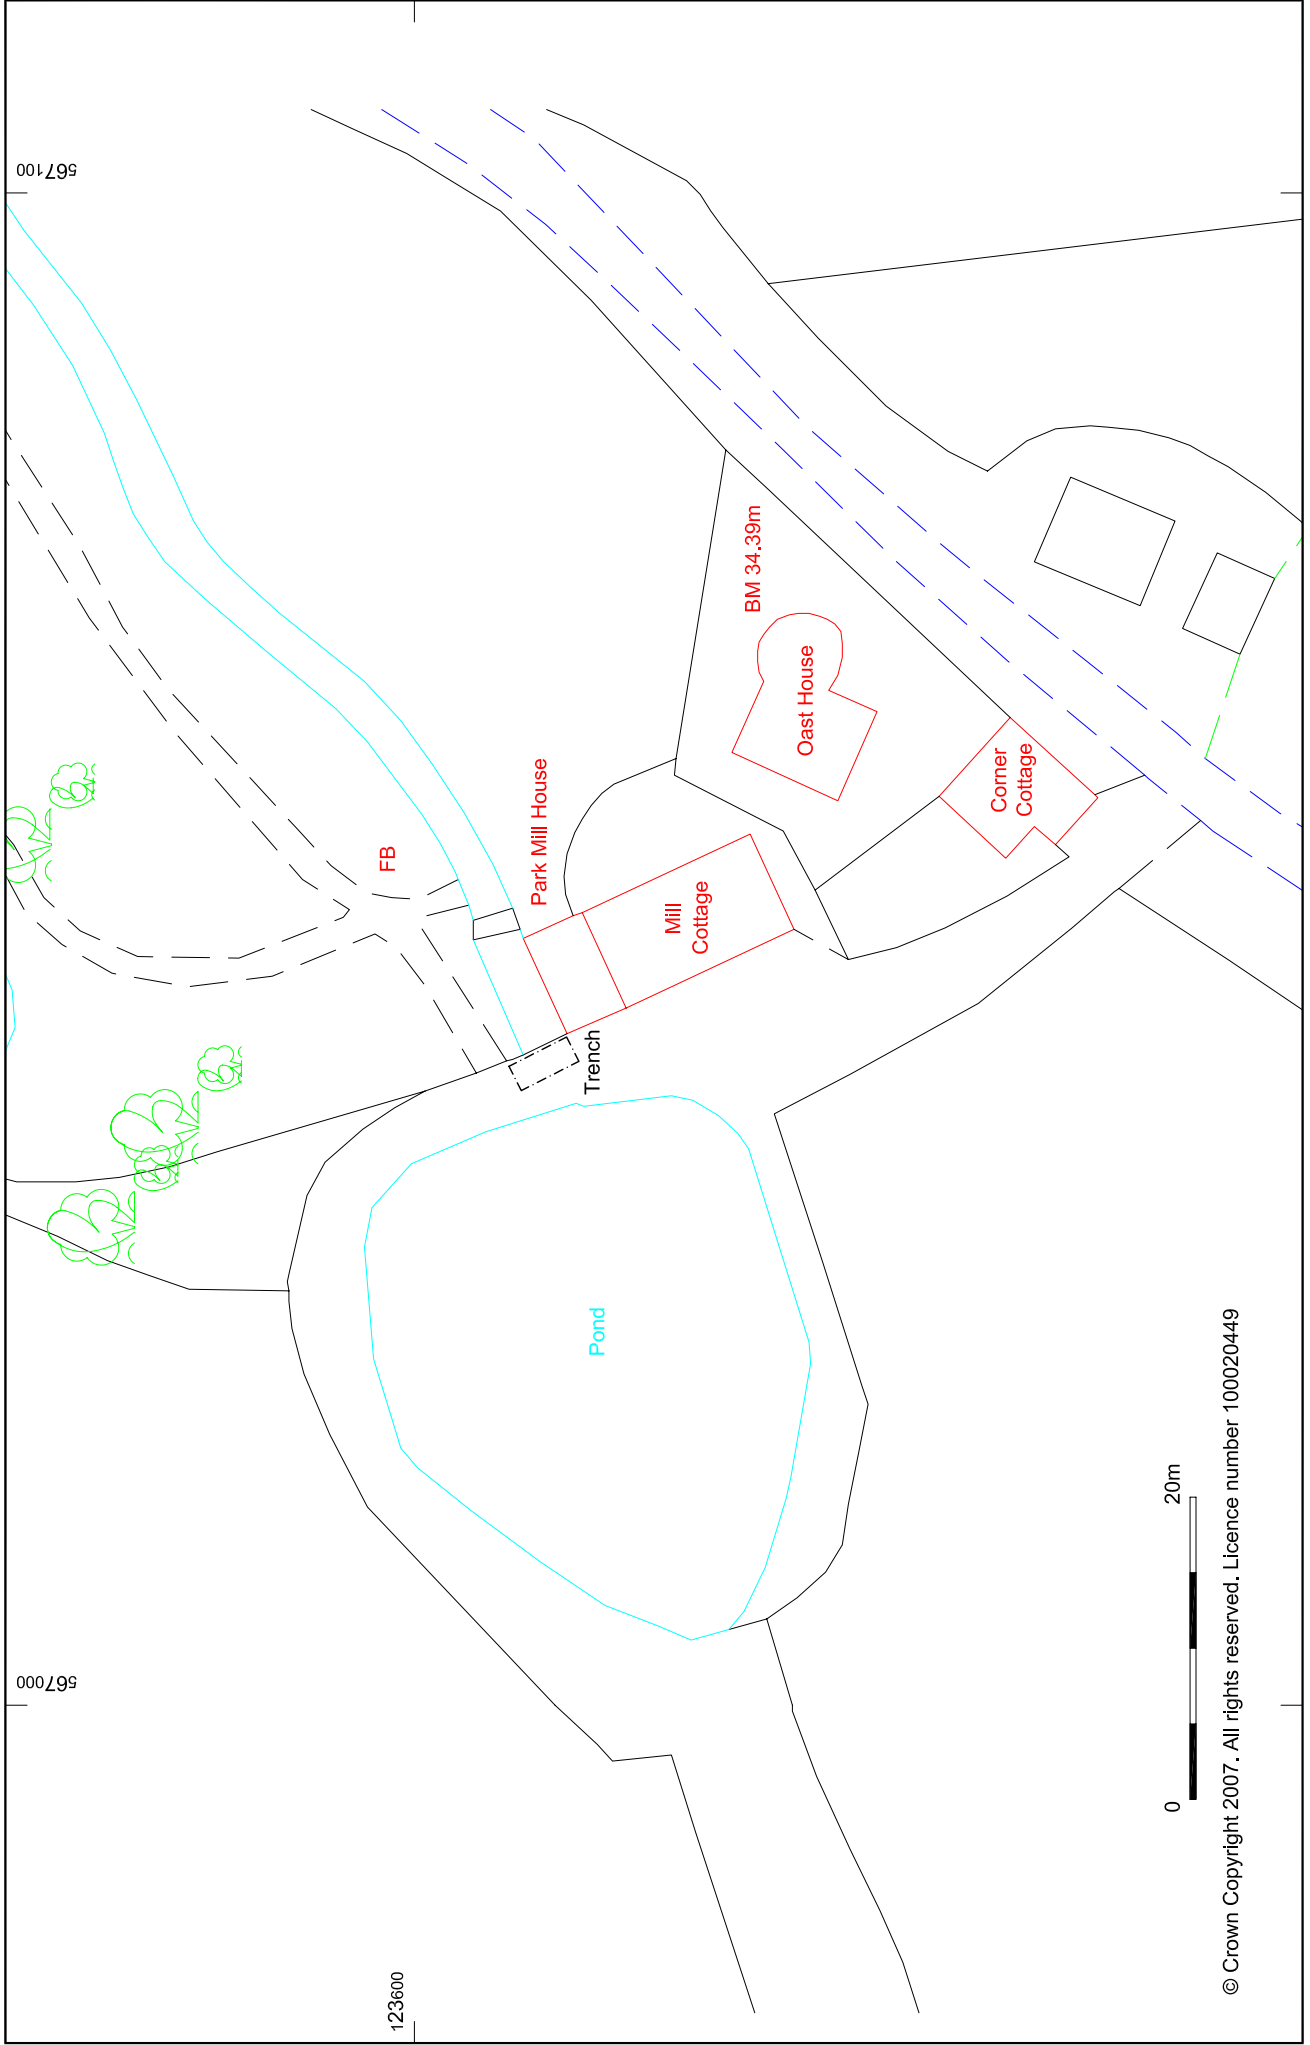 567100
567000
123600
FB
Park Mill House
Mill
Cottage
BM 34.39m
Oast House
Corner
Cottage
Trench
Pond
0
20m
© Crown Copyright 2007. All rights reserved. Licence number 100020449